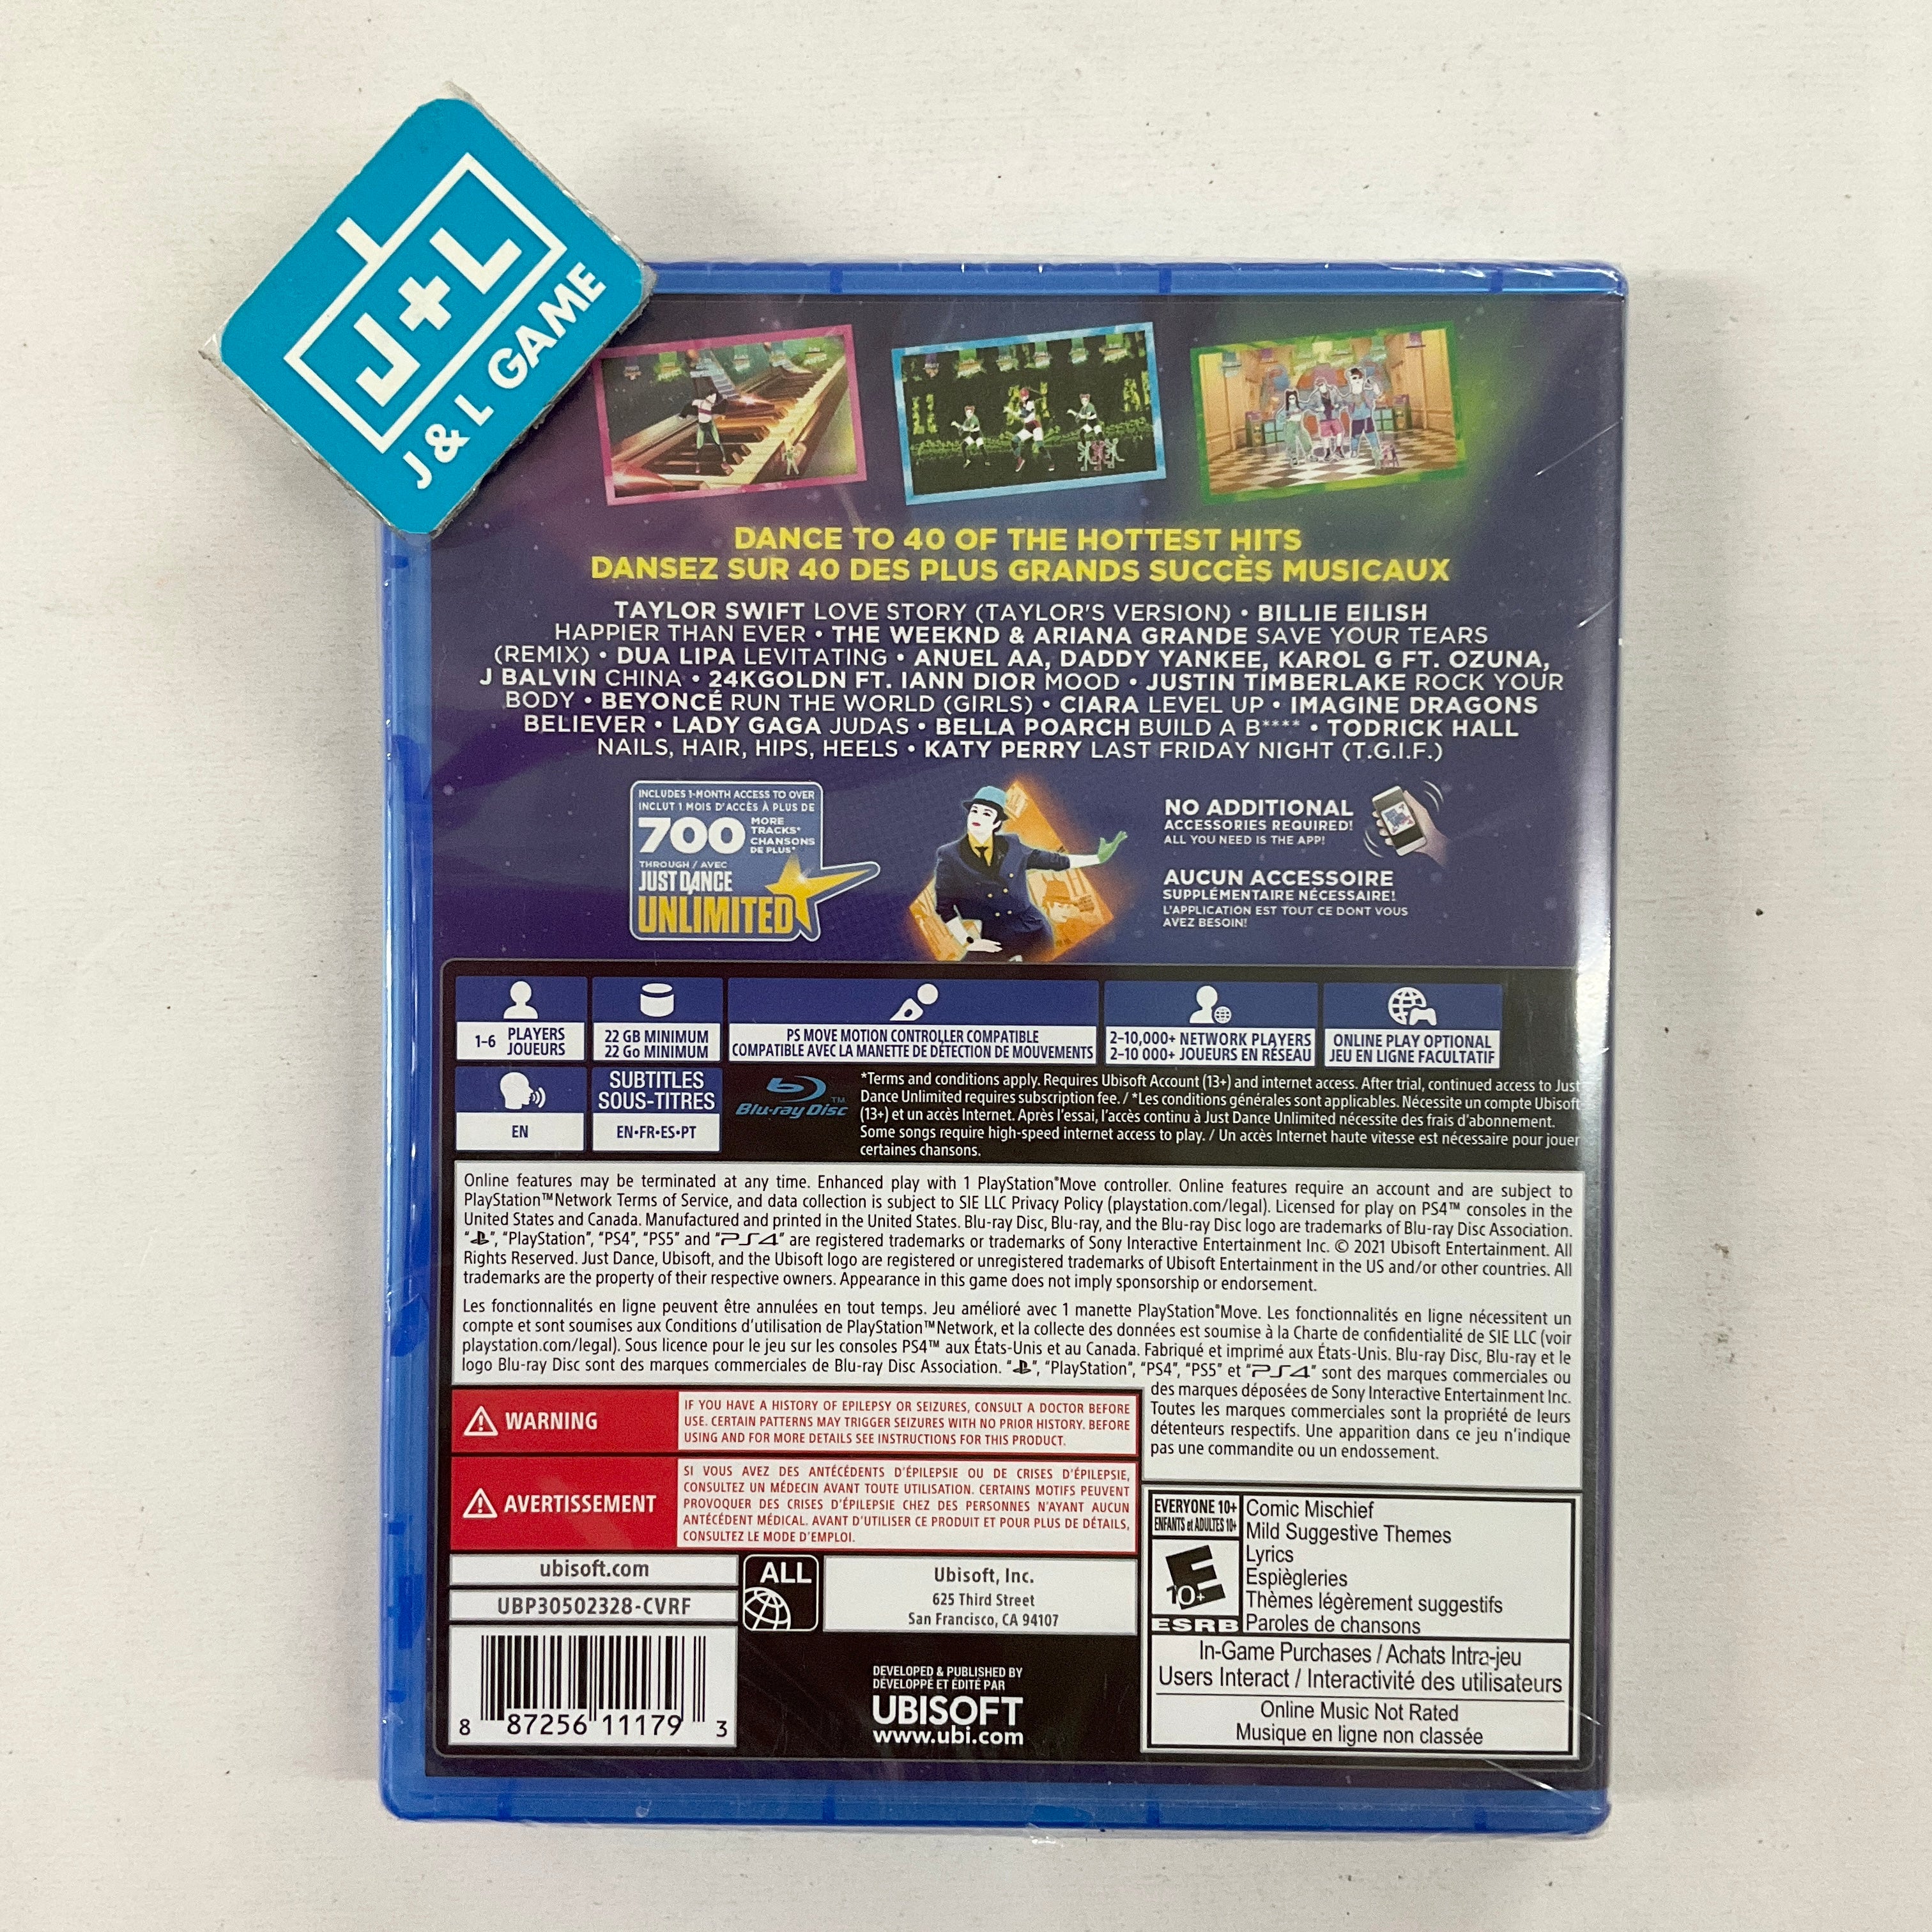 J+L
J & L GAME
DANCE TO 40 OF THE HOTTEST HITS
DANSEZ SUR 40 DES PLUS GRANDS SUCCÈS MUSICAUX
TAYLOR SWIFT LOVE STORY (TAYLOR'S VERSION) • BILLIE EILISH
HAPPIER THAN EVER • THE WEEKND & ARIANA GRANDE SAVE YOUR TEARS
(REMIX) • DUA LIPA LEVITATING • ANUEL AA, DADDY YANKEE, KAROL G FT. OZUNA,
J BALVIN CHINA • 24KGOLDN FT. IANN DIOR MOOD • JUSTIN TIMBERLAKE ROCK YOUR
BODY • BEYONCÉ RUN THE WORLD (GIRLS) • CIARA LEVEL UP • IMAGINE DRAGONS
BELIEVER • LADY GAGA JUDAS • BELLA POARCH BUILD A B**** • TODRICK HALL
NAILS, HAIR, HIPS, HEELS • KATY PERRY LAST FRIDAY NIGHT (T.G.I.F.)
INCLUDES 1-MONTH ACCESS TO OVER
INCLUT 1 MOIS D'ACCÈS À PLUS DE
700 MORE
TRACKS*
CHANSONS
DE PLUS*
THROUGH / AVEC
JUST DANCE
UNLIMITED
NO ADDITIONAL
ACCESSORIES REQUIRED!
ALL YOU NEED IS THE APP!
AUCUN ACCESSOIRE
SUPPLÉMENTAIRE NÉCESSAIRE!
L'APPLICATION EST TOUT CE DONT VOUS
AVEZ BESOIN!
1-6 PLAYERS
JOUEURS
22 GB MINIMUM
22 Go MINIMUM
PS MOVE MOTION CONTROLLER COMPATIBLE
COMPATIBLE AVEC LA MANETTE DE DÉTECTION DE MOUVEMENTS
2-10,000+ NETWORK PLAYERS
2-10 000+ JOUEURS EN RÉSEAU
ONLINE PLAY OPTIONAL
JEU EN LIGNE FACULTATIF
EN
SUBTITLES
SOUS-TITRES
EN•FR•ES•PT
Blu-ray Disc™
*Terms and conditions apply. Requires Ubisoft Account (13+) and internet access. After trial, continued access to Just
Dance Unlimited requires subscription fee. / *Les conditions générales sont applicables. Nécessite un compte Ubisoft
(13+) et un accès Internet. Après l'essai, l'accès continu à Just Dance Unlimited nécessite des frais d'abonnement.
Some songs require high-speed internet access to play. / Un accès Internet haute vitesse est nécessaire pour jouer
certaines chansons.
Online features may be terminated at any time. Enhanced play with 1 PlayStation®Move controller. Online features require an account and are subject to
PlayStation™Network Terms of Service, and data collection is subject to SIE LLC Privacy Policy (playstation.com/legal). Licensed for play on PS4™ consoles in the
United States and Canada. Manufactured and printed in the United States. Blu-ray Disc, Blu-ray, and the Blu-ray Disc logo are trademarks of Blu-ray Disc Association.
"PS", "PlayStation", "PS4", "PS5" and "PS4" are registered trademarks or trademarks of Sony Interactive Entertainment Inc. © 2021 Ubisoft Entertainment. All
Rights Reserved. Just Dance, Ubisoft, and the Ubisoft logo are registered or unregistered trademarks of Ubisoft Entertainment in the US and/or other countries. All
trademarks are the property of their respective owners. Appearance in this game does not imply sponsorship or endorsement.
Les fonctionnalités en ligne peuvent être annulées en tout temps. Jeu amélioré avec 1 manette PlayStation®Move. Les fonctionnalités en ligne nécessitent un
compte et sont soumises aux Conditions d'utilisation de PlayStation™Network, et la collecte des données est soumise à la Charte de confidentialité de SIE LLC (voir
playstation.com/legal). Sous licence pour le jeu sur les consoles PS4™ aux États-Unis et au Canada. Fabriqué et imprimé aux États-Unis. Blu-ray Disc, Blu-ray et le
logo Blu-ray Disc sont des marques commerciales de Blu-ray Disc Association. "PS", "PlayStation", "PS4", "PS5" et "PS4" sont des marques commerciales ou
des marques déposées de Sony Interactive Entertainment Inc.
Toutes les marques commerciales sont la propriété de leurs
détenteurs respectifs. Une apparition dans ce jeu n'indique
pas une commandite ou un endossement.
WARNING
IF YOU HAVE A HISTORY OF EPILEPSY OR SEIZURES, CONSULT A DOCTOR BEFORE
USE. CERTAIN PATTERNS MAY TRIGGER SEIZURES WITH NO PRIOR HISTORY. BEFORE
USING AND FOR MORE DETAILS SEE INSTRUCTIONS FOR THIS PRODUCT.
AVERTISSEMENT
SI VOUS AVEZ DES ANTÉCÉDENTS D'ÉPILEPSIE OU DE CRISES D'ÉPILEPSIE,
CONSULTEZ UN MÉDECIN AVANT TOUTE UTILISATION. CERTAINS MOTIFS PEUVENT
PROVOQUER DES CRISES D'ÉPILEPSIE CHEZ DES PERSONNES N'AYANT AUCUN
ANTÉCÉDENT MÉDICAL. AVANT D'UTILISER CE PRODUIT ET POUR PLUS DE DÉTAILS,
CONSULTEZ LE MODE D'EMPLOI.
ubisoft.com
UBP30502328-CVRF
ALL
Ubisoft, Inc.
625 Third Street
San Francisco, CA 94107
8 87256 11179 3
DEVELOPED & PUBLISHED BY
DÉVELOPPÉ ET ÉDITÉ PAR
UBISOFT
www.ubi.com
EVERYONE 10+
ENFANTS et ADULTES 10+
E
10+
ESRB
Comic Mischief
Mild Suggestive Themes
Lyrics
Espiègleries
Thèmes légèrement suggestifs
Paroles de chansons
In-Game Purchases / Achats Intra-jeu
Users Interact / Interactivité des utilisateurs
Online Music Not Rated
Musique en ligne non classée